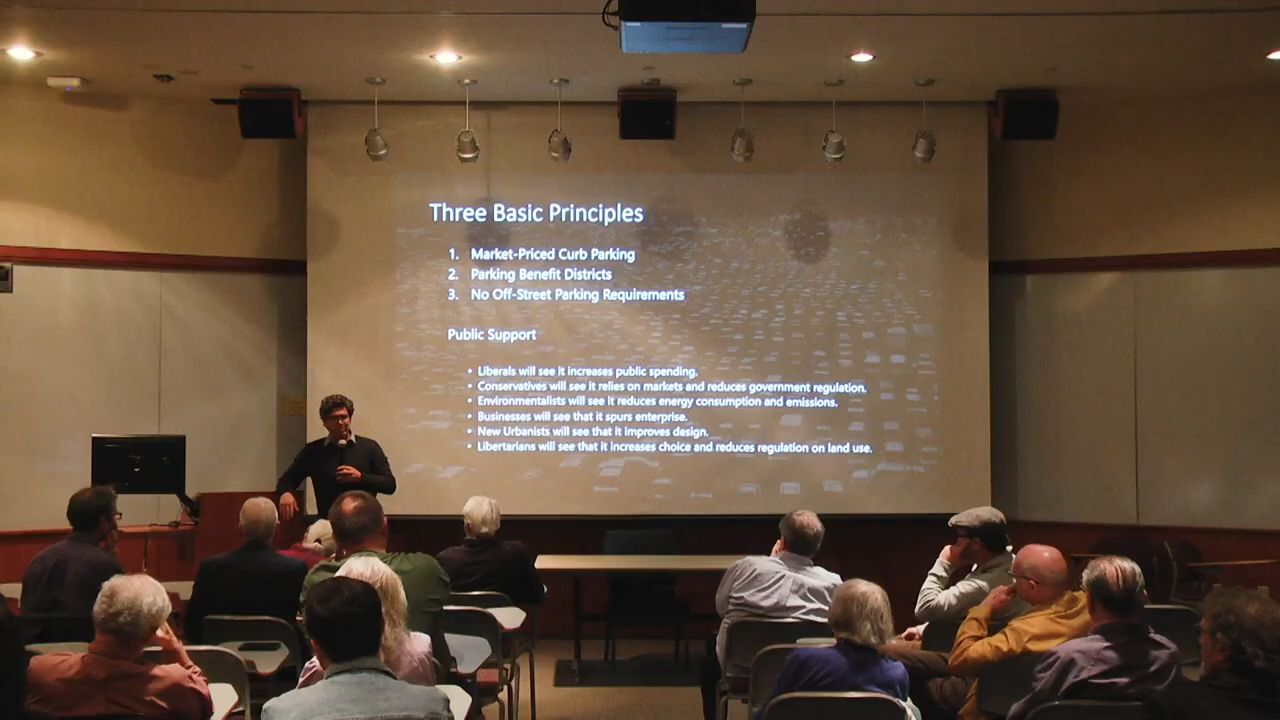 Three Basic Principles
1. Market-Priced Curb Parking
2. Parking Benefit Districts
3. No Off-Street Parking Requirements
Public Support
• Liberals will see it increases public spending.
• Conservatives will see it relies on markets and reduces government regulation.
• Environmentalists will see it reduces energy consumption and emissions.
• Businesses will see that it spurs enterprise.
• New Urbanists will see that it improves design.
• Libertarians will see that it increases choice and reduces regulation on land use.